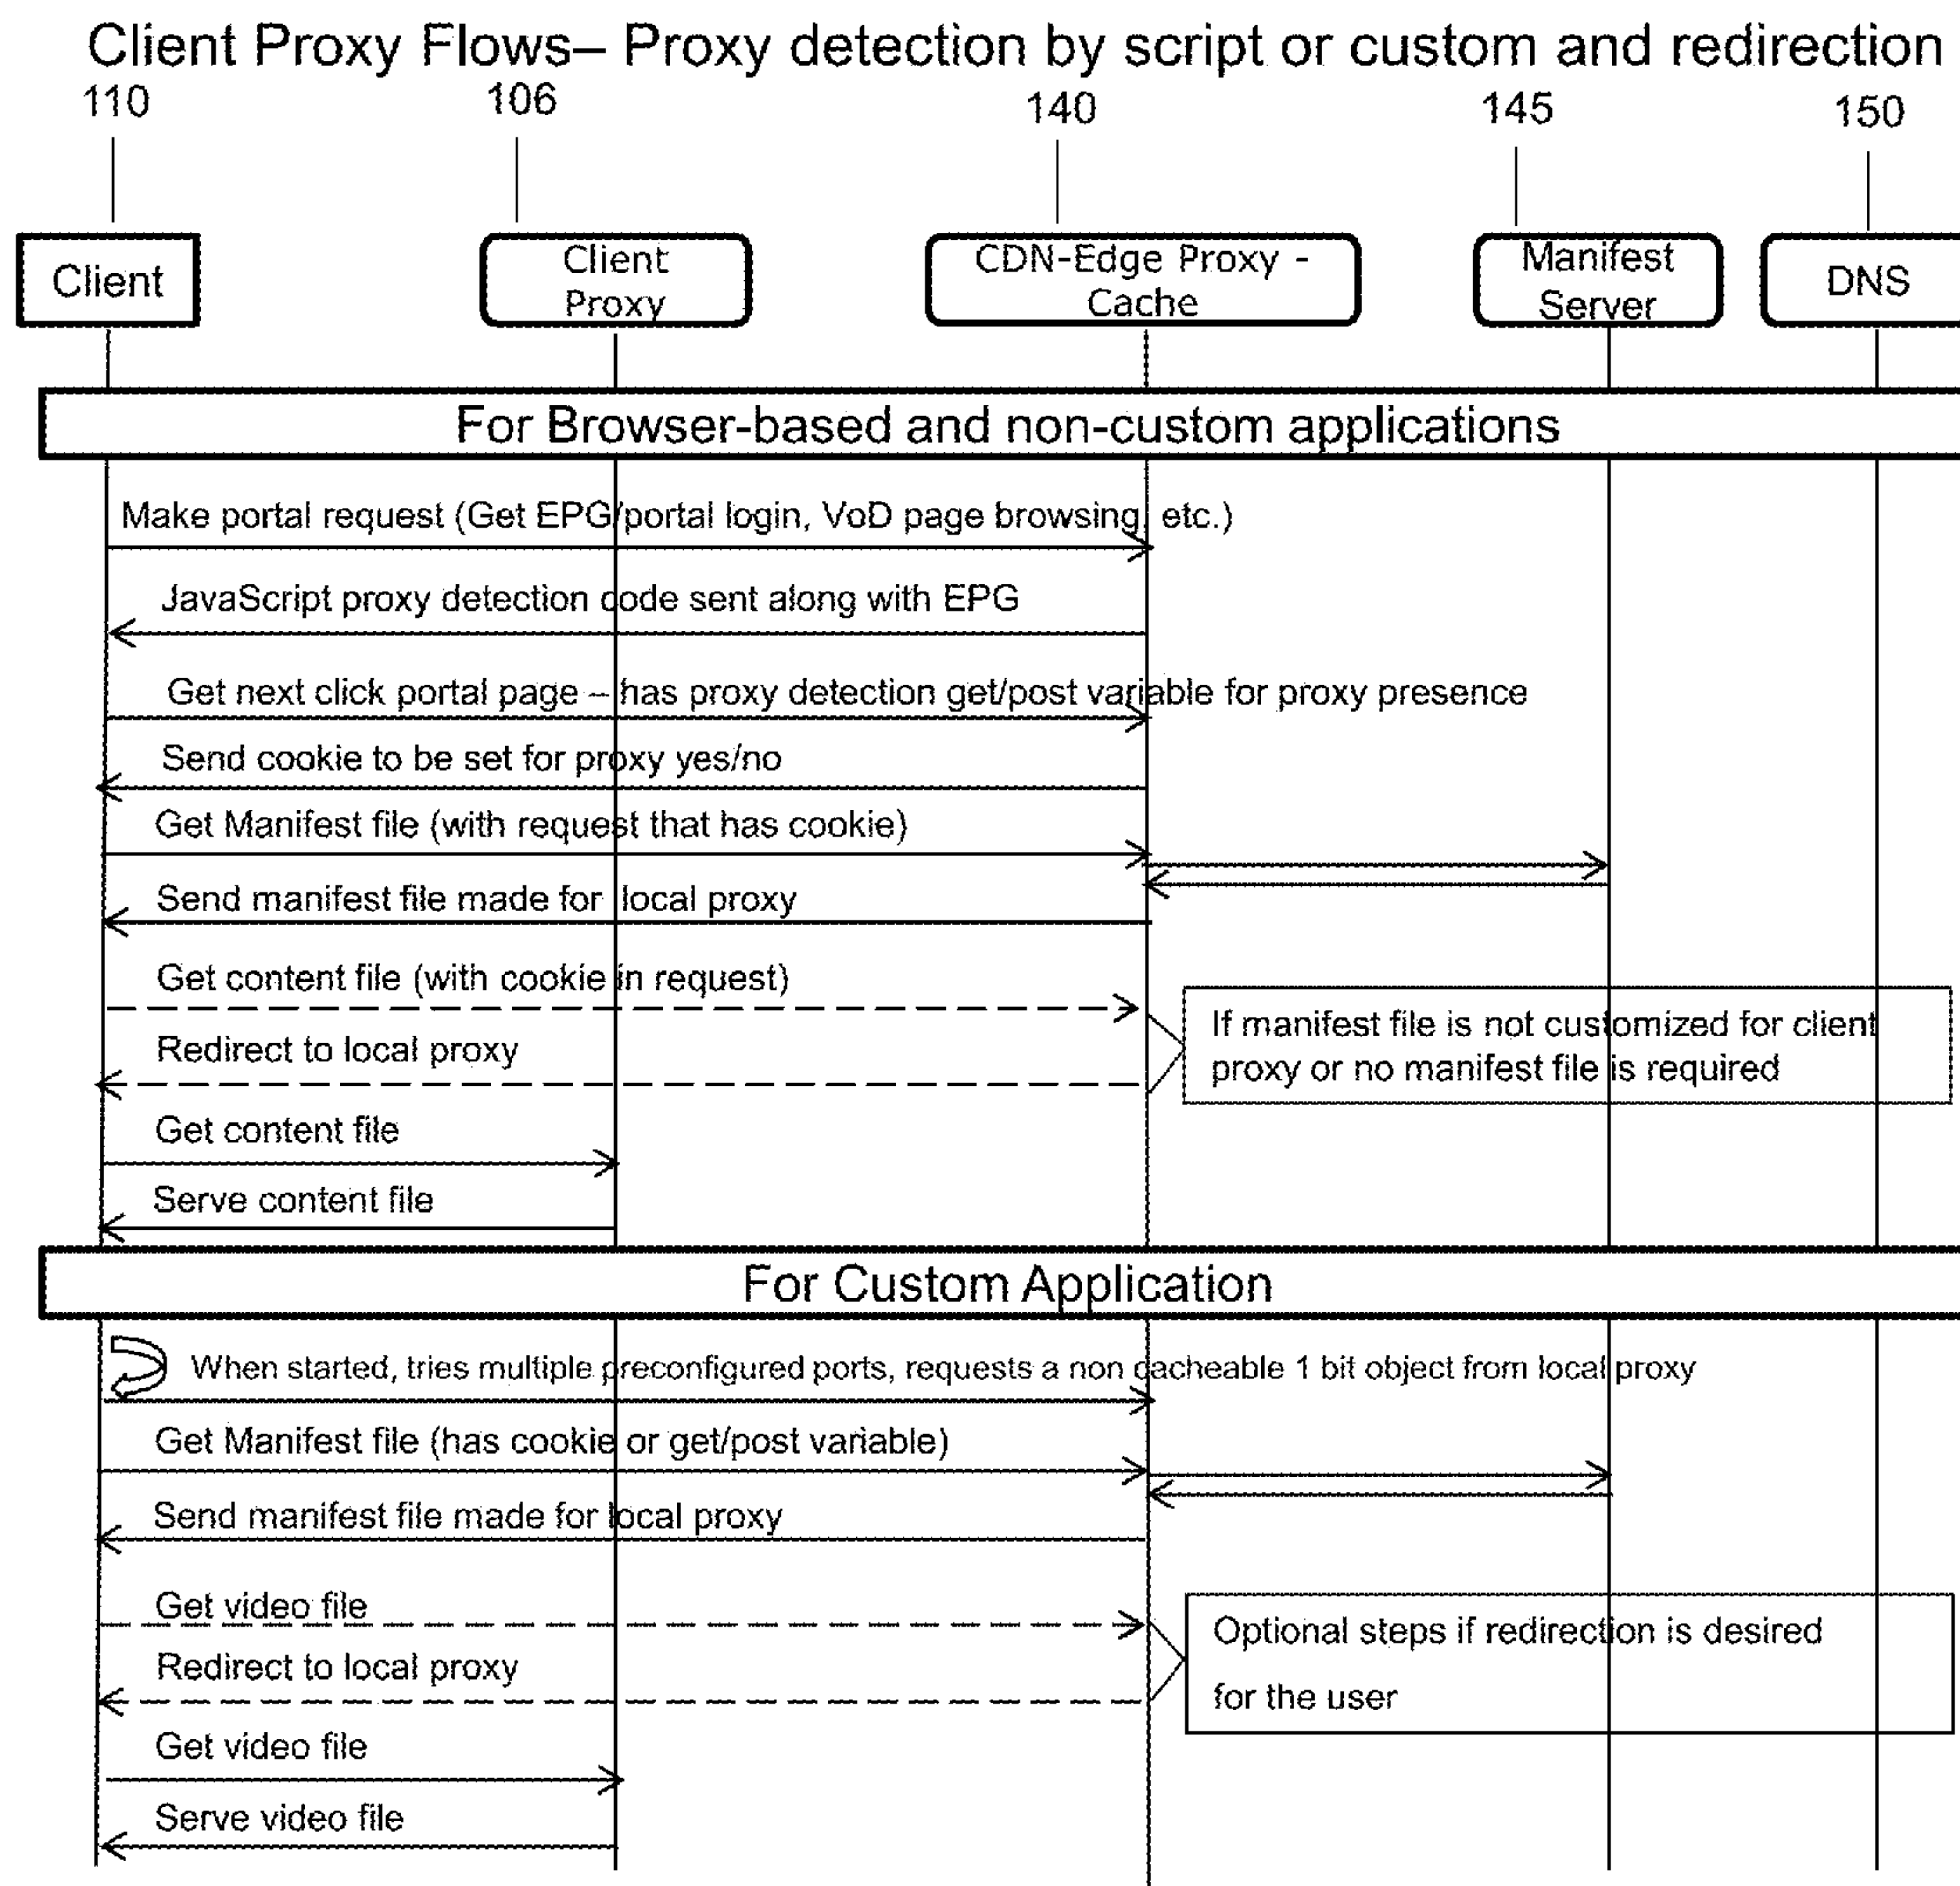 Client Proxy Flows– Proxy detection by script or custom and redirection
110
106
140
145
150
Client
Client
Proxy
CDN-Edge Proxy -
Cache
Manifest
Server
DNS
For Browser-based and non-custom applications
Make portal request (Get EPG/portal login, VoD page browsing, etc.)
JavaScript proxy detection code sent along with EPG
Get next click portal page – has proxy detection get/post variable for proxy presence
Send cookie to be set for proxy yes/no
Get Manifest file (with request that has cookie)
Send manifest file made for local proxy
Get content file (with cookie in request)
If manifest file is not customized for client
proxy or no manifest file is required
Redirect to local proxy
Get content file
Serve content file
For Custom Application
When started, tries multiple preconfigured ports, requests a non cacheable 1 bit object from local proxy
Get Manifest file (has cookie or get/post variable)
Send manifest file made for local proxy
Get video file
Optional steps if redirection is desired
for the user
Redirect to local proxy
Get video file
Serve video file